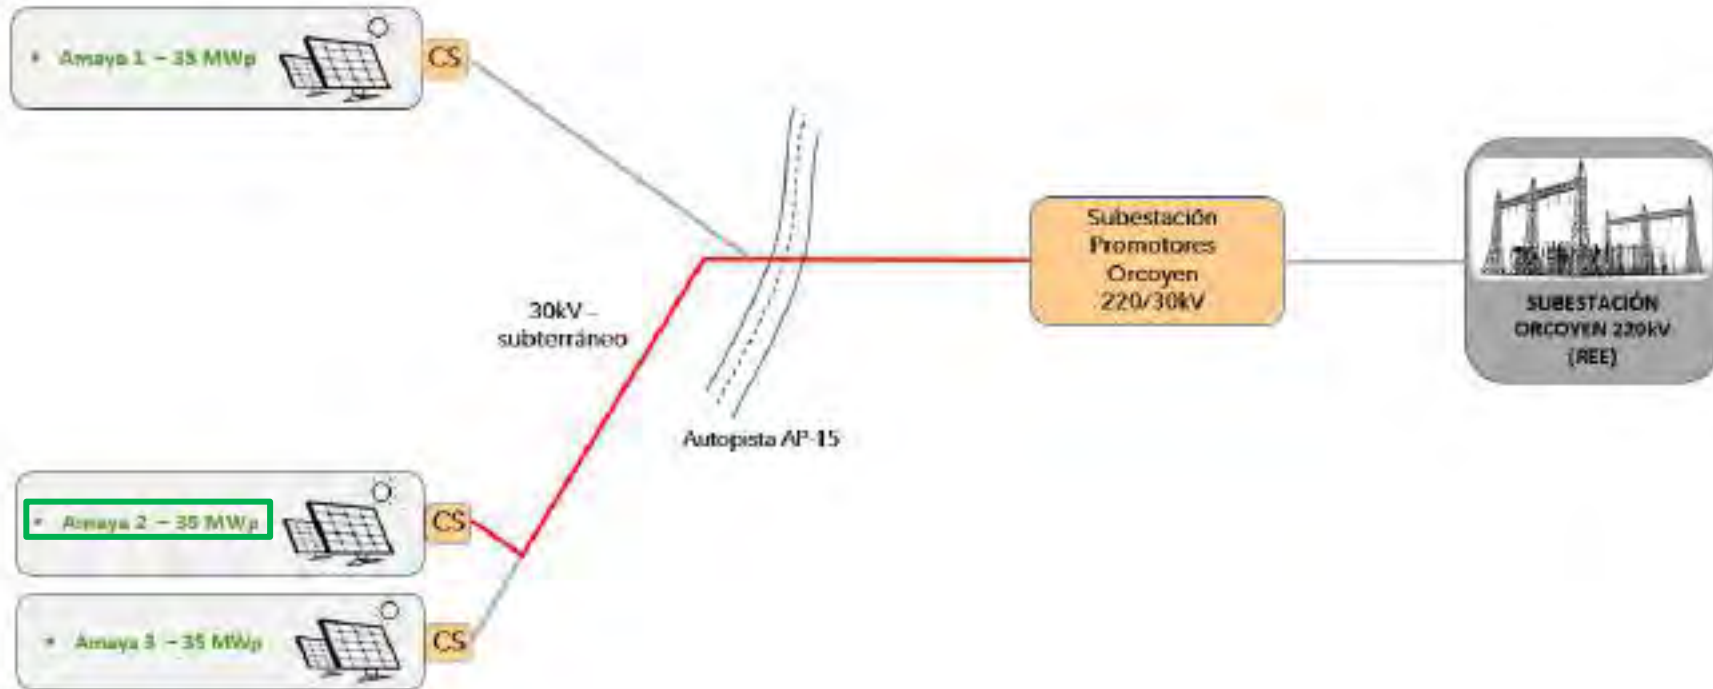 • Amaya 1 – 35 MWp
CS
30kV –
subterráneo
Autopista AP-15
Subestación
Promotores
Orcoyen
220/30kV
SUBESTACIÓN
ORCOYEN 220kV
(REE)
• Amaya 2 – 35 MWp
CS
• Amaya 3 – 35 MWp
CS